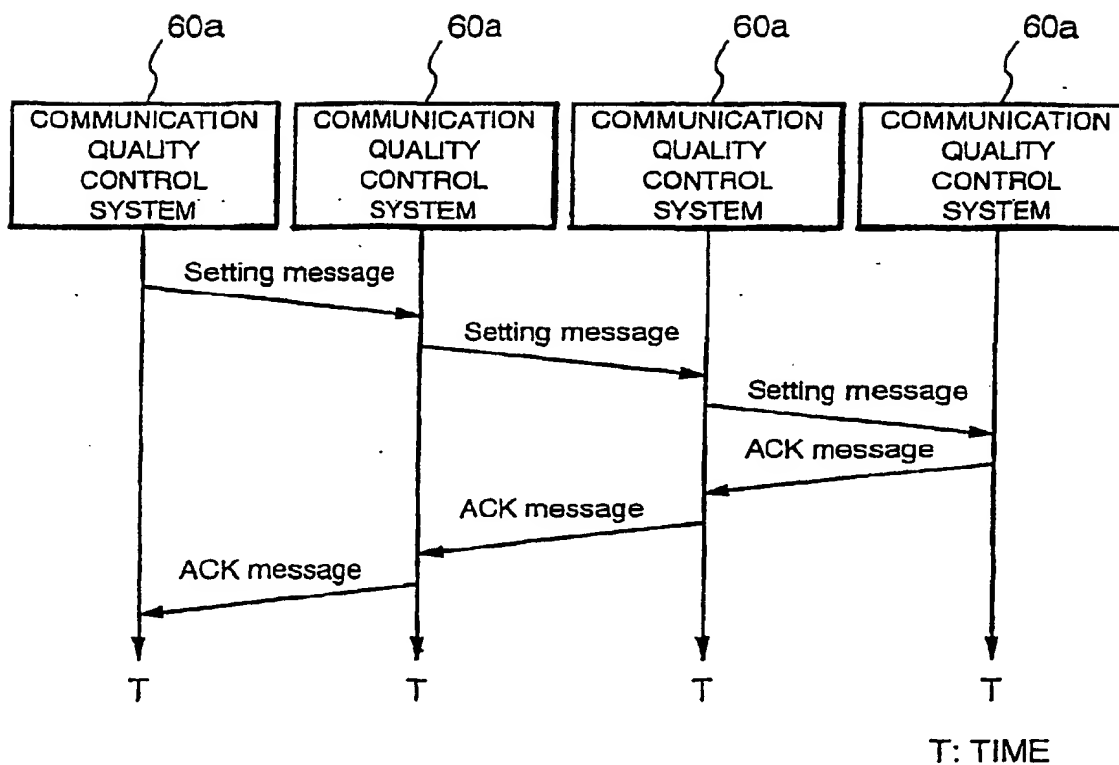 60a
60a
60a
60a
COMMUNICATION
QUALITY
CONTROL
SYSTEM
COMMUNICATION
QUALITY
CONTROL
SYSTEM
COMMUNICATION
QUALITY
CONTROL
SYSTEM
COMMUNICATION
QUALITY
CONTROL
SYSTEM
Setting message
Setting message
Setting message
ACK message
ACK message
ACK message
T
T
T
T
T: TIME